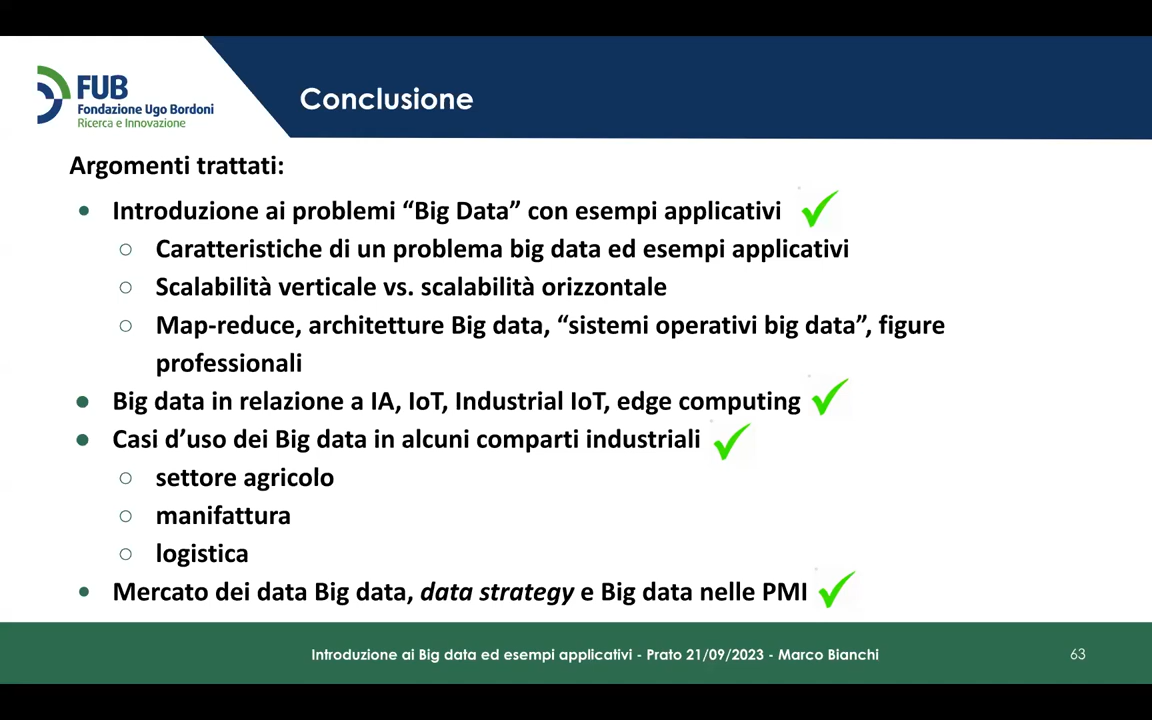 FUB
Fondazione Ugo Bordoni
Ricerca e Innovazione
Conclusione
Argomenti trattati:
● Introduzione ai problemi “Big Data” con esempi applicativi
○ Caratteristiche di un problema big data ed esempi applicativi
○ Scalabilità verticale vs. scalabilità orizzontale
○ Map-reduce, architetture Big data, “sistemi operativi big data”, figure
professionali
● Big data in relazione a IA, IoT, Industrial IoT, edge computing
● Casi d’uso dei Big data in alcuni comparti industriali
○ settore agricolo
○ manifattura
○ logistica
● Mercato dei data Big data, data strategy e Big data nelle PMI
Introduzione ai Big data ed esempi applicativi - Prato 21/09/2023 - Marco Bianchi
63